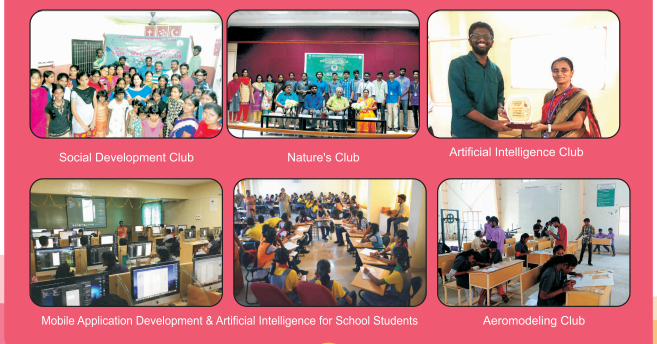 Social Development Club
Nature's Club
Artificial Intelligence Club
Mobile Application Development & Artificial Intelligence for School Students
Aeromodeling Club